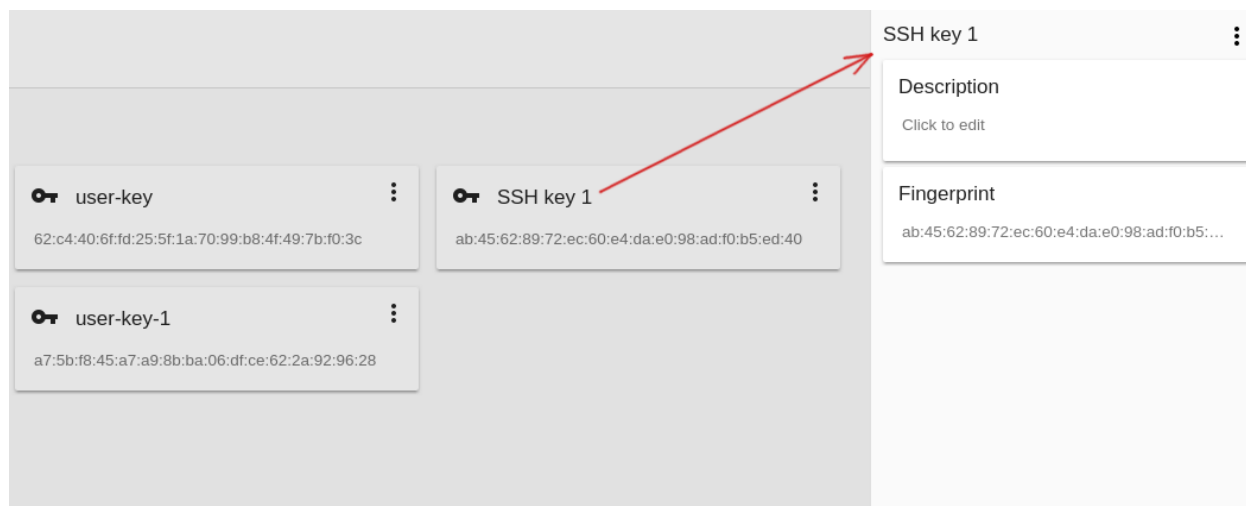 SSH key 1
Description
Click to edit
user-key
62:c4:40:6f:fd:25:5f:1a:70:99:b8:4f:49:7b:f0:3c
SSH key 1
ab:45:62:89:72:ec:60:e4:da:e0:98:ad:f0:b5:ed:40
Fingerprint
ab:45:62:89:72:ec:60:e4:da:e0:98:ad:f0:b5:…
user-key-1
a7:5b:f8:45:a7:a9:8b:ba:06:df:ce:62:2a:92:96:28